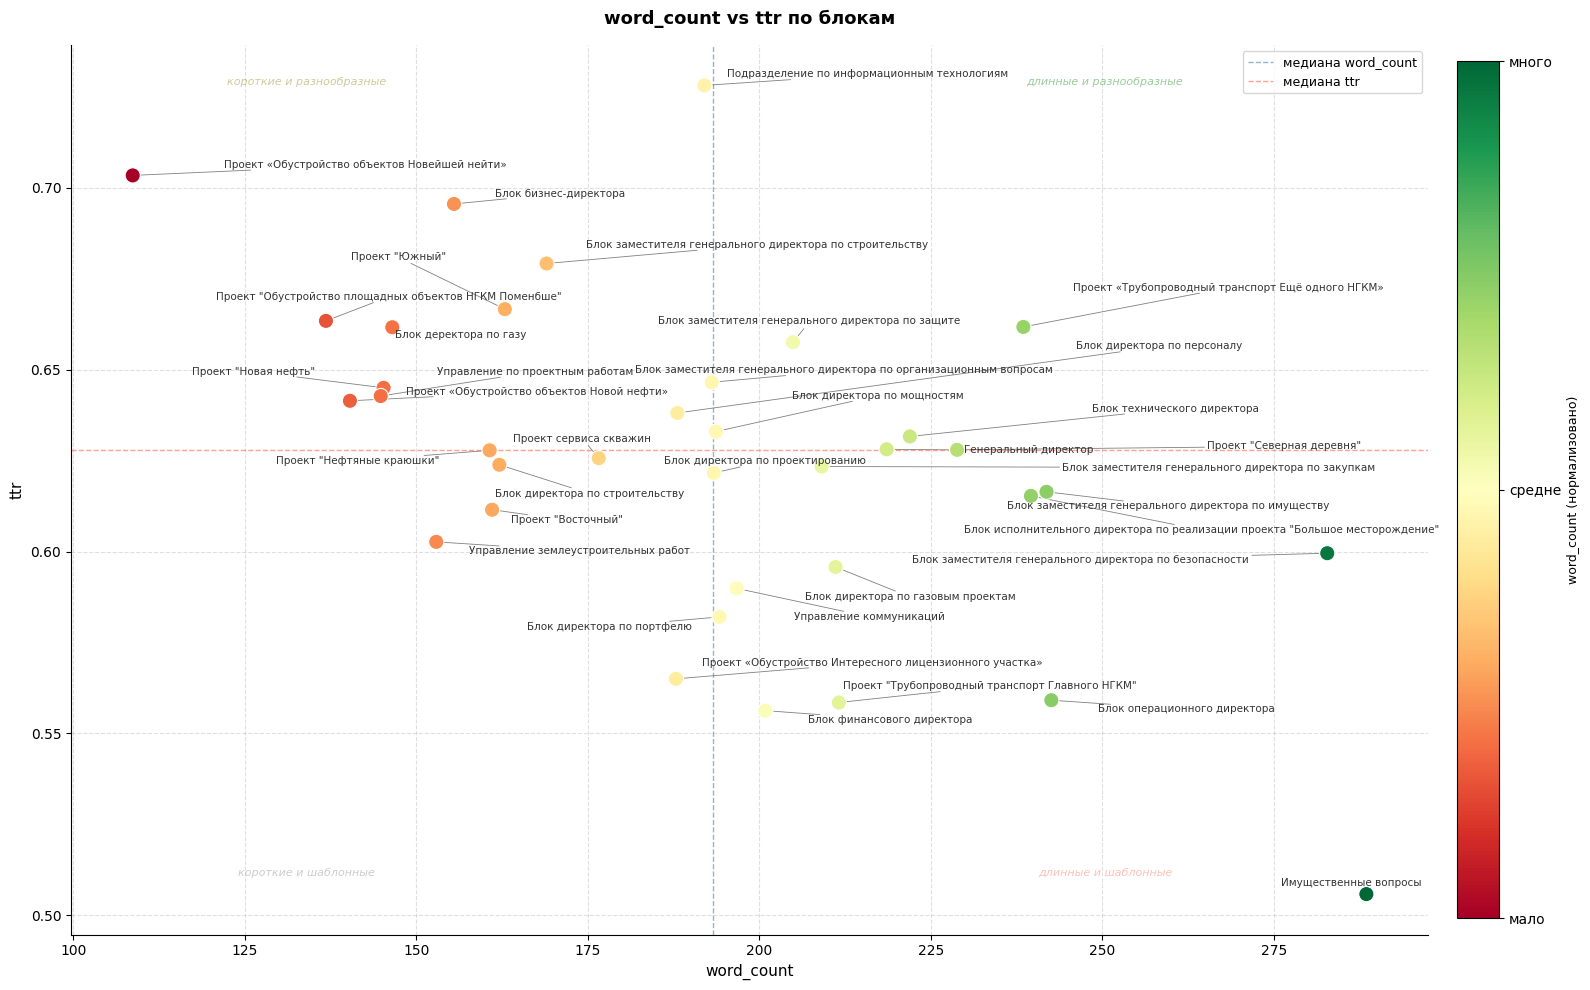 word_count vs ttr по блокам
короткие и разнообразные
Подразделение по информационным технологиям
длинные и разнообразные
медиана word_count
медиана ttr
много
Проект «Обустройство объектов Новейшей нейти»
0.70
Блок бизнес-директора
Блок заместителя генерального директора по строительству
Проект "Южный"
Проект "Обустройство площадных объектов НГКМ Поменбше"
Проект «Трубопроводный транспорт Ещё одного НГКМ»
Блок деректора по газу
Блок заместителя генерального директора по защите
Блок директора по персоналу
0.65
Проект "Новая нефть"
Управление по проектным работам
Блок заместителя генерального директора по организационным вопросам
Проект «Обустройство объектов Новой нефти»
Блок директора по мощностям
Блок технического директора
Проект сервиса скважин
Генеральный директор
Проект "Северная деревня"
Проект "Нефтяные краюшки"
Блок директора по проектированию
Блок заместителя генерального директора по закупкам
ttr
средне
word_count (нормализовано)
Блок директора по строительству
Блок заместителя генерального директора по имуществу
Проект "Восточный"
Блок исполнительного директора по реализации проекта "Большое месторождение"
0.60
Управление землеустроительных работ
Блок заместителя генерального директора по безопасности
Блок директора по газовым проектам
Управление коммуникаций
Блок директора по портфелю
Проект «Обустройство Интересного лицензионного участка»
Проект "Трубопроводный транспорт Главного НГКМ"
Блок операционного директора
Блок финансового директора
0.55
короткие и шаблонные
длинные и шаблонные
Имущественные вопросы
0.50
мало
100 125 150 175 200 225 250 275
word_count